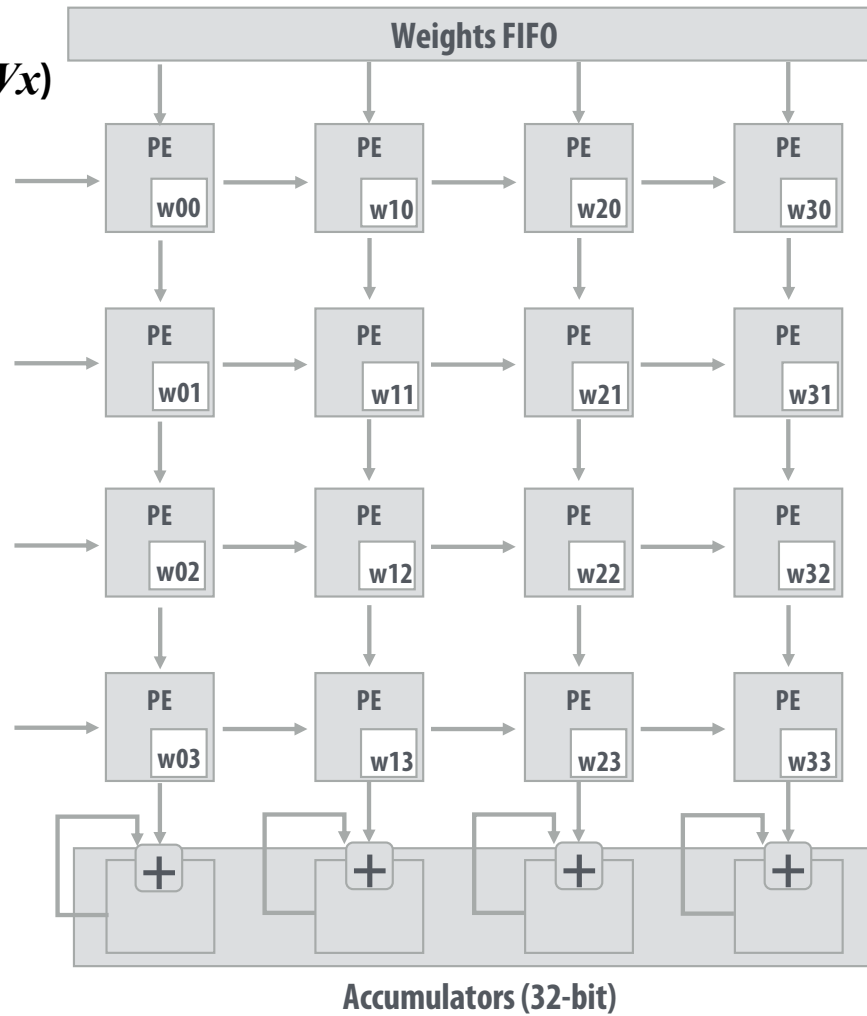 Weights FIFO
Vx)
PE PE PE PE
w00 w10 w20 w30
PE PE PE PE
w01 w11 w21 w31
PE PE PE PE
w02 w12 w22 w32
PE PE PE PE
w03 w13 w23 w33
+ + + +
Accumulators (32-bit)